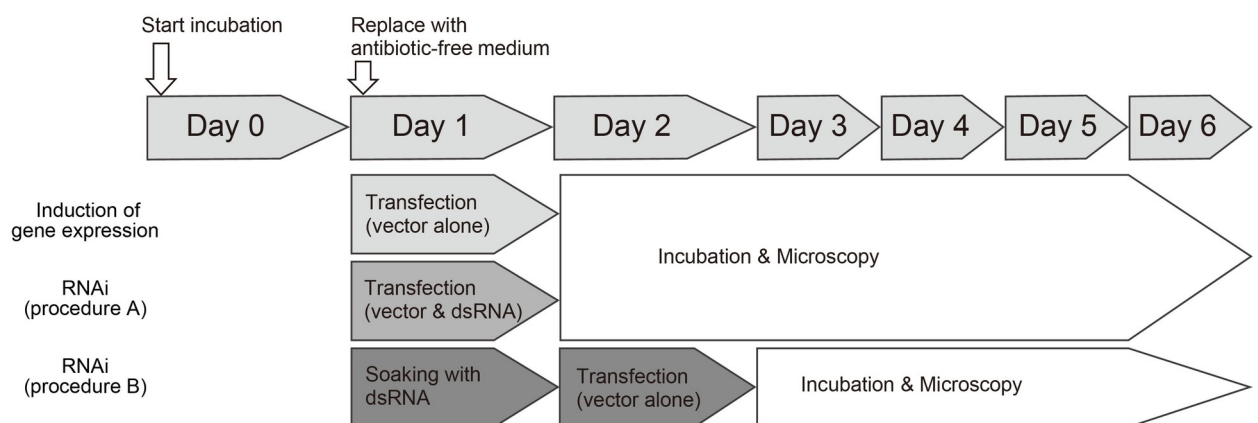 Start incubation
Replace with
antibiotic-free medium
Day 0
Day 1
Day 2
Day 3
Day 4
Day 5
Day 6
Induction of
gene expression
Transfection
(vector alone)
Incubation & Microscopy
RNAi
(procedure A)
Transfection
(vector & dsRNA)
RNAi
(procedure B)
Soaking with
dsRNA
Transfection
(vector alone)
Incubation & Microscopy